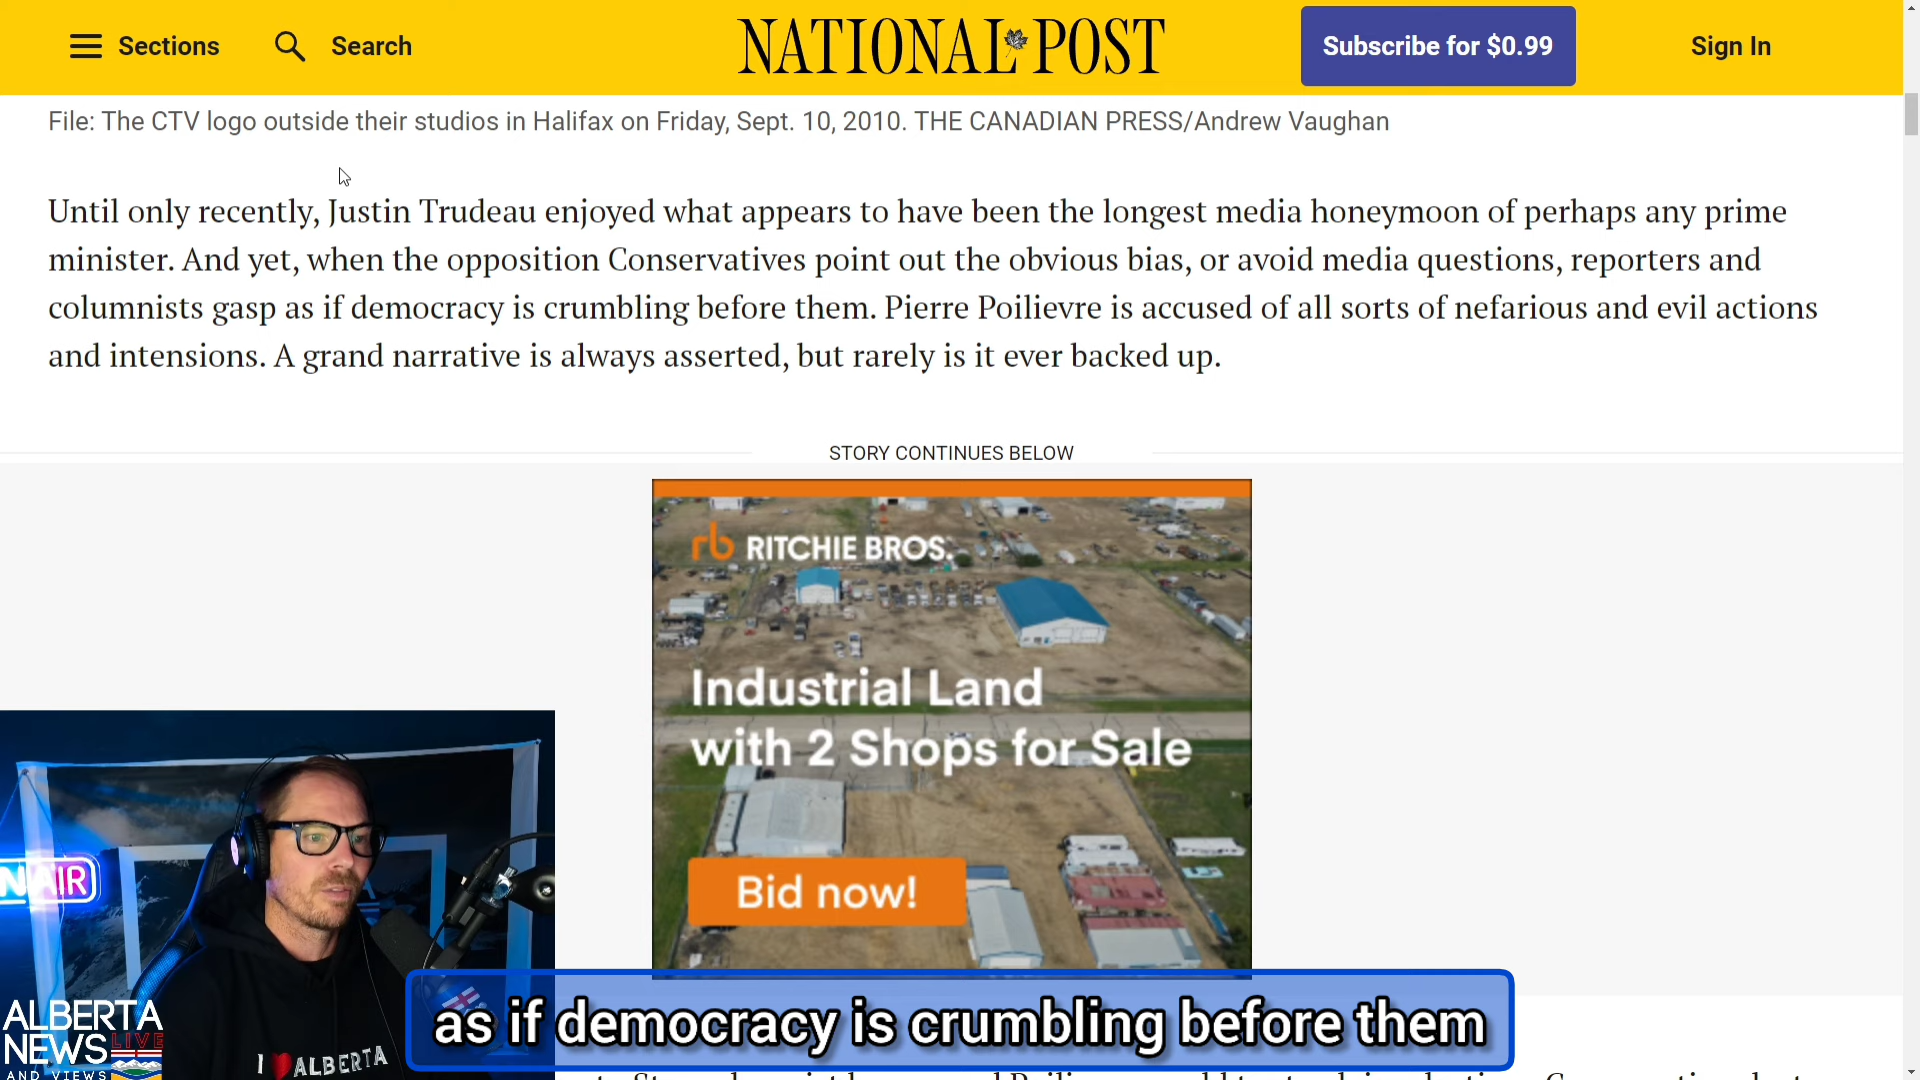 Sections
Search
NATIONAL POST
Subscribe for $0.99
Sign In
File: The CTV logo outside their studios in Halifax on Friday, Sept. 10, 2010. THE CANADIAN PRESS/Andrew Vaughan
Until only recently, Justin Trudeau enjoyed what appears to have been the longest media honeymoon of perhaps any prime
minister. And yet, when the opposition Conservatives point out the obvious bias, or avoid media questions, reporters and
columnists gasp as if democracy is crumbling before them. Pierre Poilievre is accused of all sorts of nefarious and evil actions
and intensions. A grand narrative is always asserted, but rarely is it ever backed up.
STORY CONTINUES BELOW
rb RITCHIE BROS.
Industrial Land
with 2 Shops for Sale
Bid now!
N AIR
I ALBERTA
ALBERTA
NEWS LIVE
AND VIEWS
as if democracy is crumbling before them